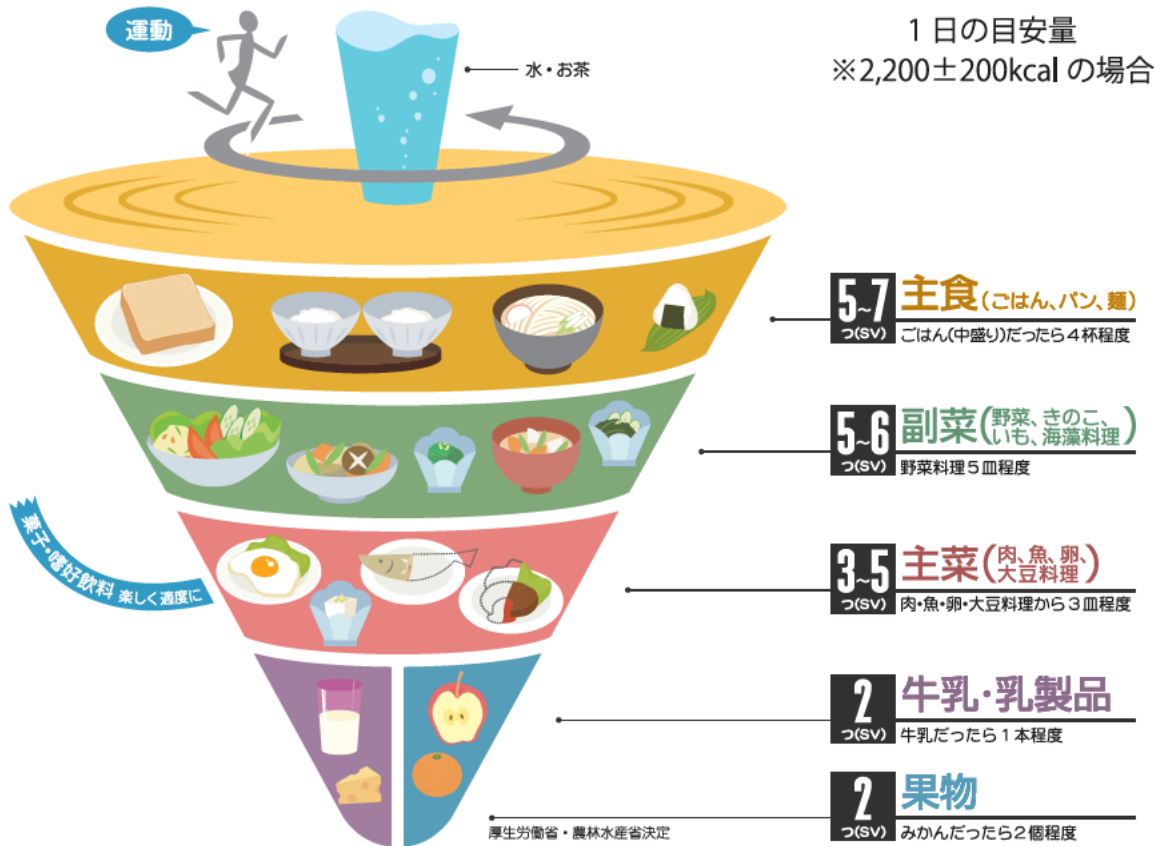 運動
水・お茶
1日の目安量
※2,200±200kcal の場合
5~7
つ(SV)
主食(ごはん、パン、麺)
ごはん(中盛り)だったら4杯程度
5~6
つ(SV)
副菜(野菜、きのこ、
いも、海藻料理)
野菜料理5皿程度
菓子・嗜好飲料 楽しく適度に
3~5
つ(SV)
主菜(肉、魚、卵、
大豆料理)
肉・魚・卵・大豆料理から3皿程度
2
つ(SV)
牛乳・乳製品
牛乳だったら1本程度
2
つ(SV)
果物
みかんだったら2個程度
厚生労働省・農林水産省決定